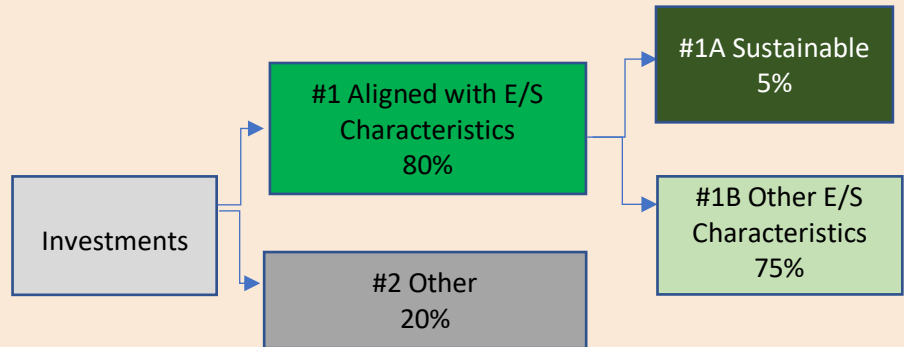 #1A Sustainable
5%
#1 Aligned with E/S
Characteristics
80%
#1B Other E/S
Characteristics
75%
Investments
#2 Other
20%